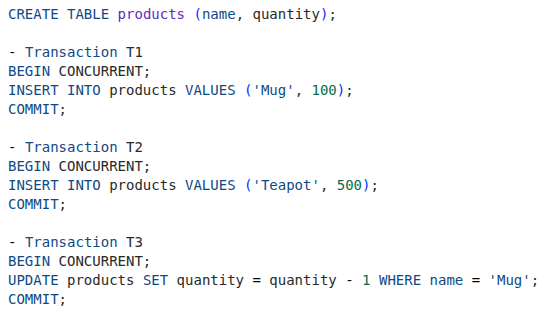 CREATE TABLE products (name, quantity);
- Transaction T1
BEGIN CONCURRENT;
INSERT INTO products VALUES ('Mug', 100);
COMMIT;
- Transaction T2
BEGIN CONCURRENT;
INSERT INTO products VALUES ('Teapot', 500);
COMMIT;
- Transaction T3
BEGIN CONCURRENT;
UPDATE products SET quantity = quantity - 1 WHERE name = 'Mug';
COMMIT;